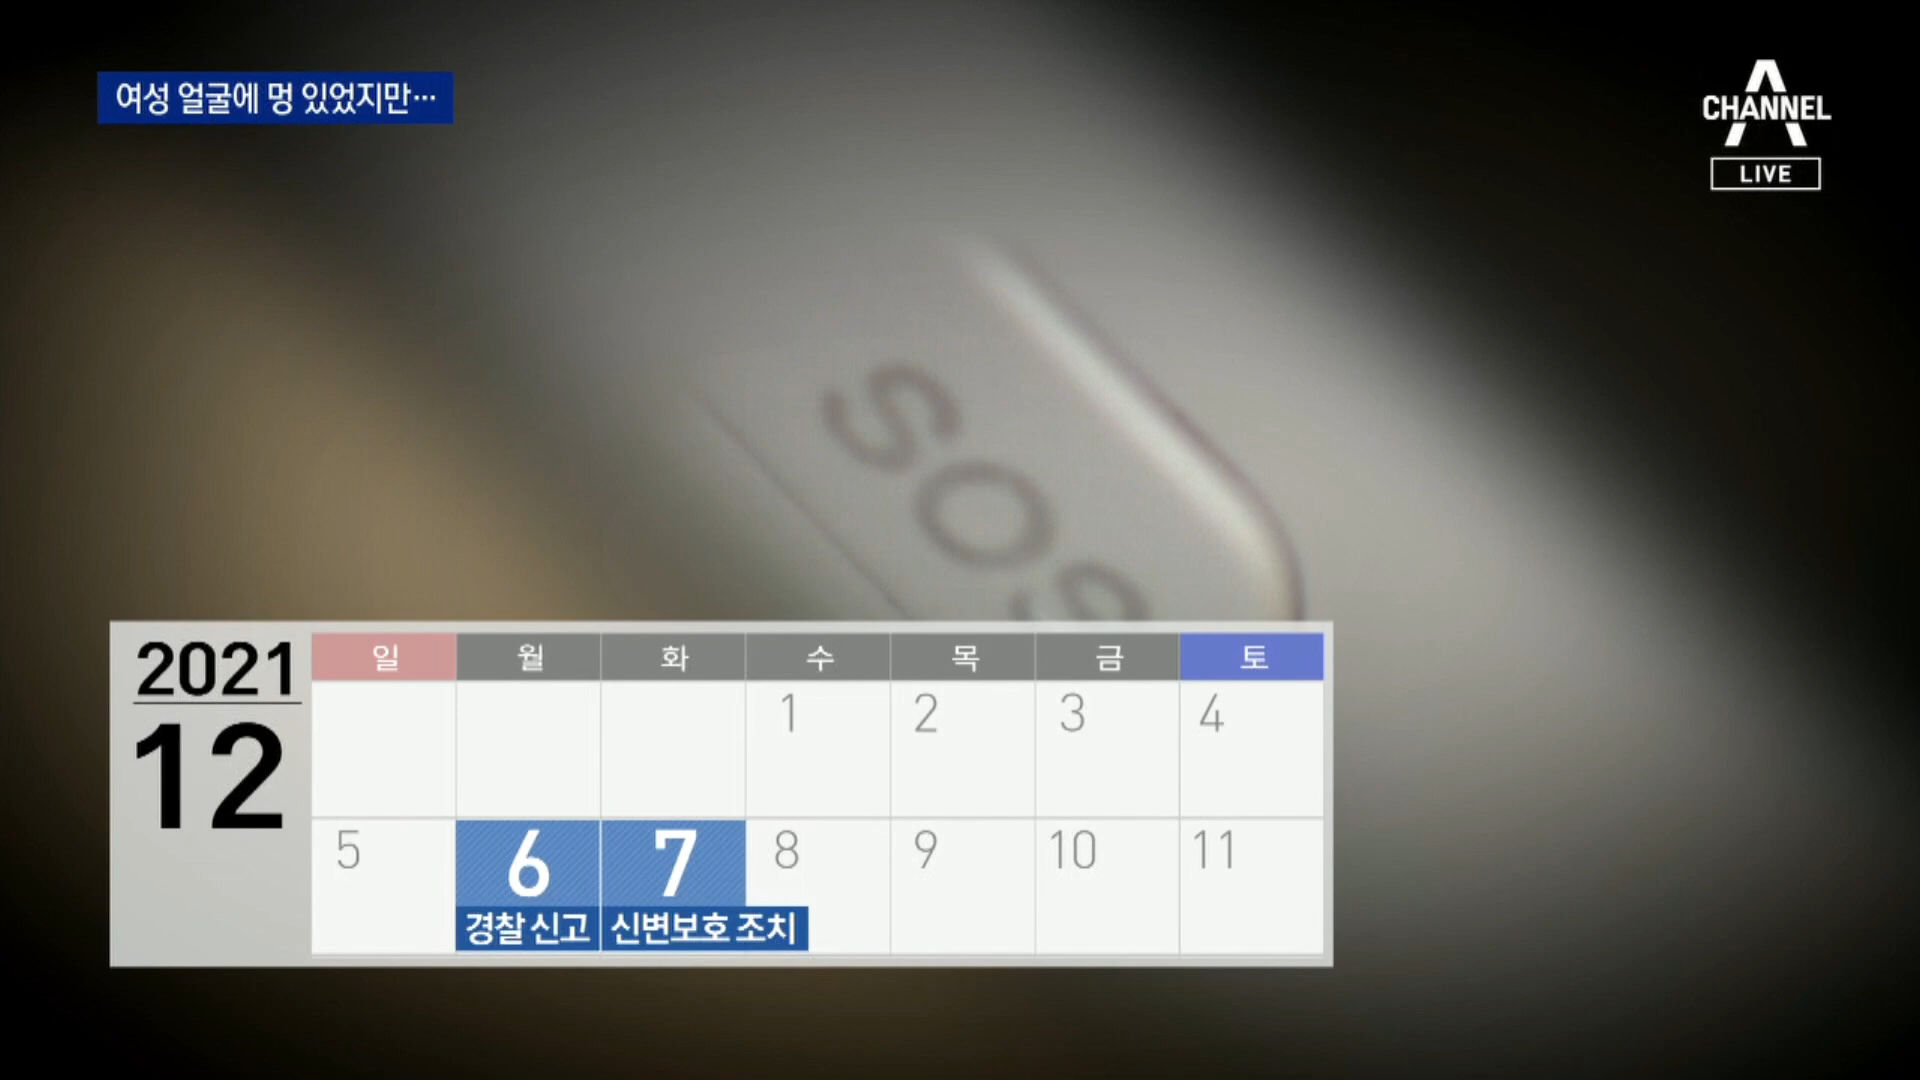 여성 얼굴에 멍 있었지만…
CHANNEL A
LIVE
SOS
2021
12
일 월 화 수 목 금 토
1 2 3 4
5 6 7 8 9 10 11
경찰 신고 신변보호 조치